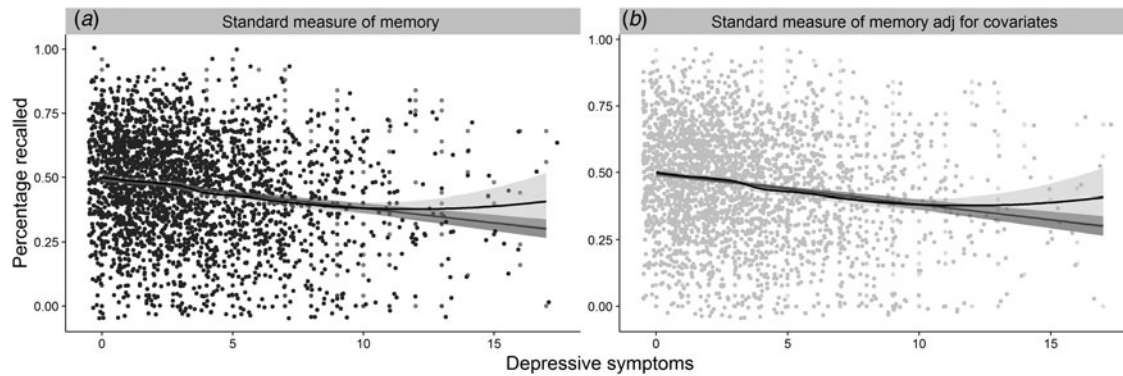 (a) Standard measure of memory
(b) Standard measure of memory adj for covariates
Percentage recalled
1.00
0.75
0.50
0.25
0.00
0 5 10 15
1.00
0.75
0.50
0.25
0.00
0 5 10 15
Depressive symptoms